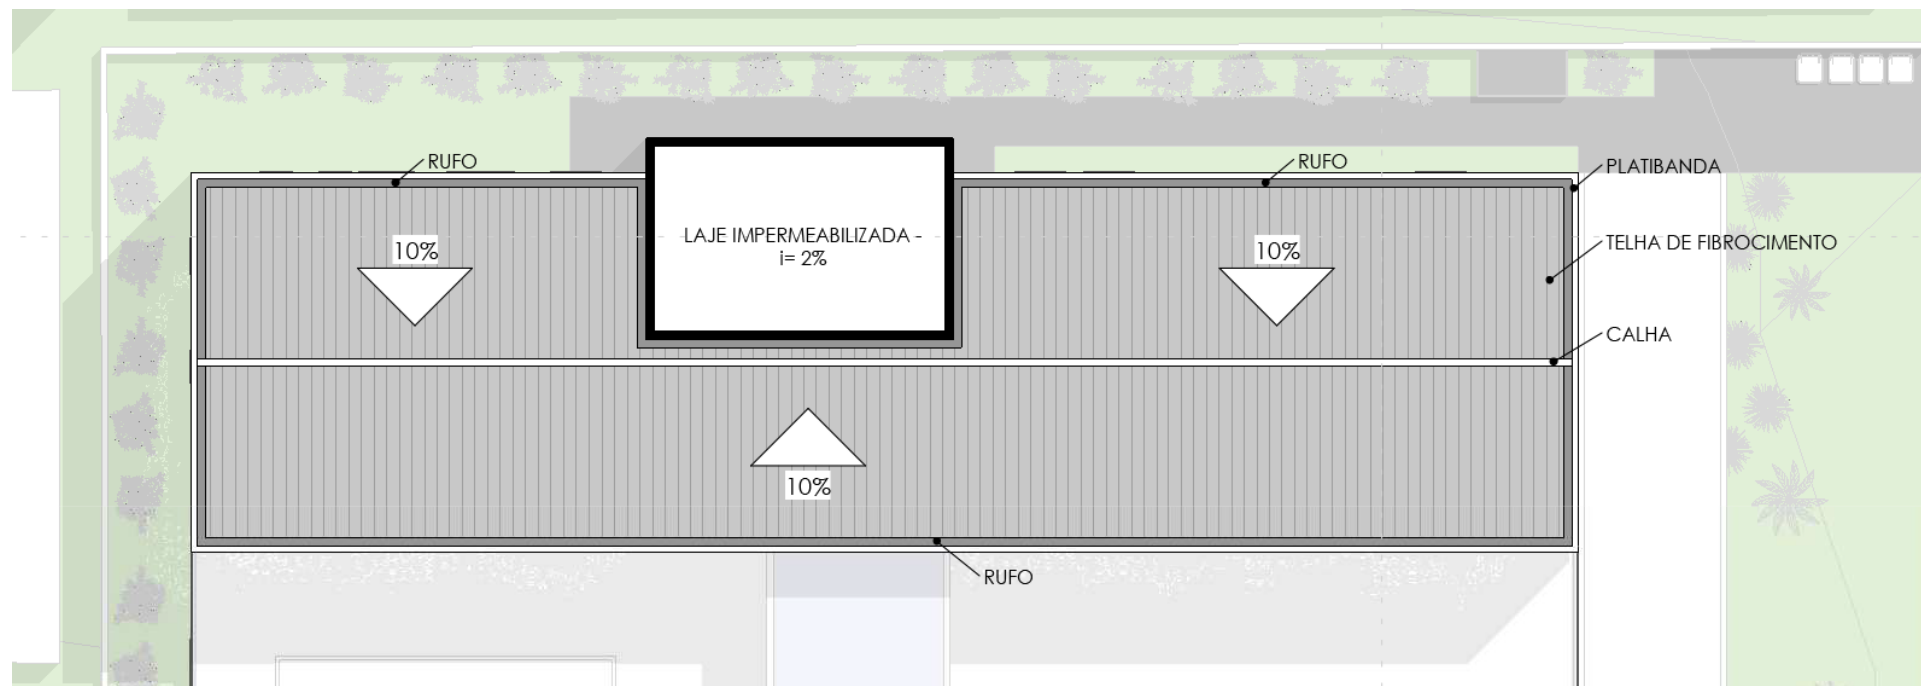 RUFO
RUFO
PLATIBANDA
LAJE IMPERMEABILIZADA -
i= 2%
10%
10%
TELHA DE FIBROCIMENTO
CALHA
10%
RUFO